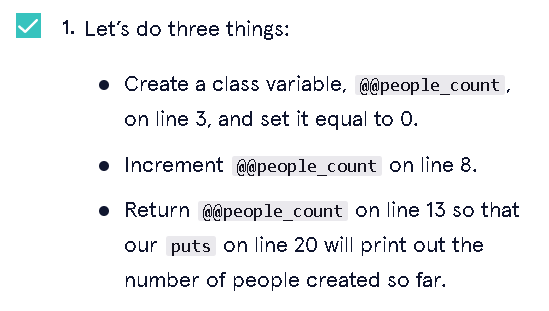 1. Let's do three things:
● Create a class variable, @@people_count,
on line 3, and set it equal to 0.
● Increment @@people_count on line 8.
● Return @@people_count on line 13 so that
our puts on line 20 will print out the
number of people created so far.